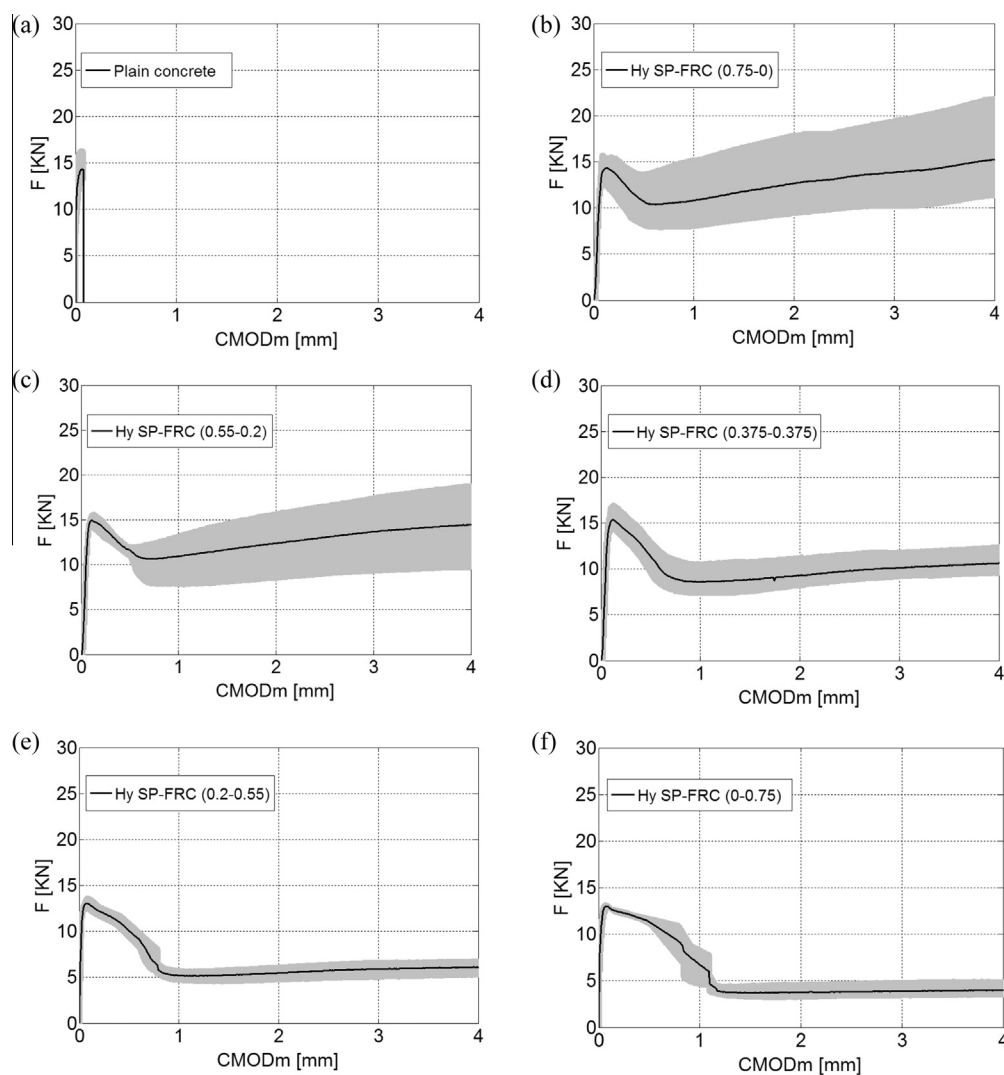 (a)
30
25
20
15
10
5
0
F [KN]
Plain concrete
0 1 2 3 4
CMODm [mm]
(b)
30
25
20
15
10
5
0
F [KN]
Hy SP-FRC (0.75-0)
0 1 2 3 4
CMODm [mm]
(c)
30
25
20
15
10
5
0
F [KN]
Hy SP-FRC (0.55-0.2)
0 1 2 3 4
CMODm [mm]
(d)
30
25
20
15
10
5
0
F [KN]
Hy SP-FRC (0.375-0.375)
0 1 2 3 4
CMODm [mm]
(e)
30
25
20
15
10
5
0
F [KN]
Hy SP-FRC (0.2-0.55)
0 1 2 3 4
CMODm [mm]
(f)
30
25
20
15
10
5
0
F [KN]
Hy SP-FRC (0-0.75)
0 1 2 3 4
CMODm [mm]